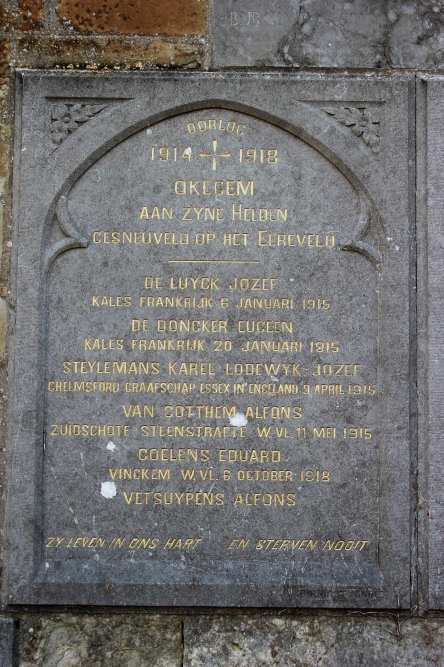 B JB
OORLOG
1914 1918
OKEGEM
AAN ZYNE HELDEN
GESNEUVELD OP HET EEREVELD
DE LUYCK JOZEF
KALES FRANKRIJK 6 JANUARI 1915
DE DONCKER EUGEEN
KALES FRANKRIJK 20 JANUARI 1915
STEYLEMANS KAREL LODEWYK JOZEF
CHELMSFORD GRAAFSCHAP ESSEX IN ENGELAND 9 APRIL 1915
VAN GOTTHEM ALFONS
ZUIDSCHOTE STEENSTRAETE W.VL. 11 MEI 1915
GOELENS EDUARD
VINCKEM W.VL. 6 OCTOBER 1918
VETSUYPENS ALFONS
ZY LEVEN IN ONS HART EN STERVEN NOOIT